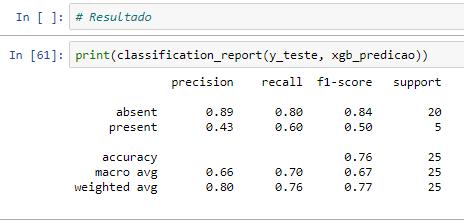 In [ ]: # Resultado
In [61]: print(classification_report(y_teste, xgb_predicao))
precision recall f1-score support
absent 0.89 0.80 0.84 20
present 0.43 0.60 0.50 5
accuracy 0.76 25
macro avg 0.66 0.70 0.67 25
weighted avg 0.80 0.76 0.77 25